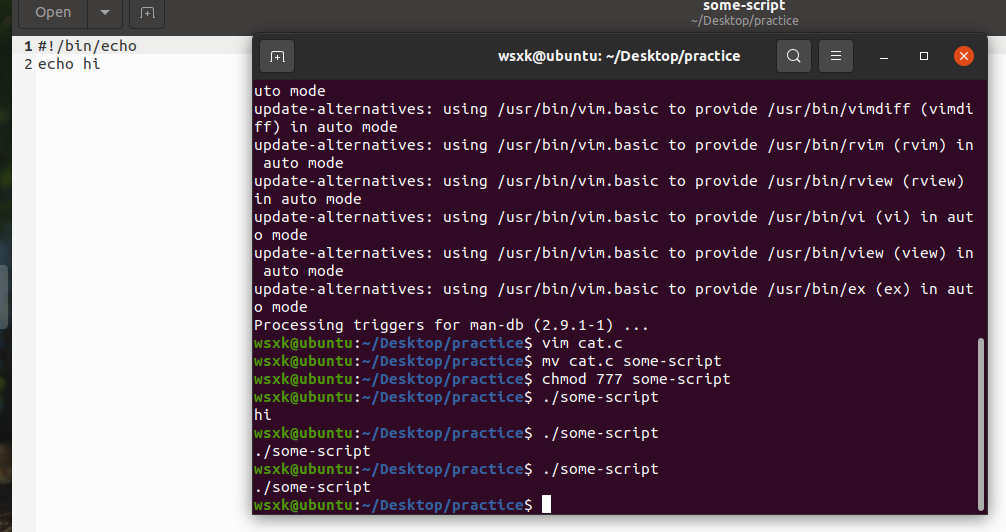 Open
some-script
~/Desktop/practice
1 #!/bin/echo
2 echo hi
wsxk@ubuntu: ~/Desktop/practice
uto mode
update-alternatives: using /usr/bin/vim.basic to provide /usr/bin/vimdiff (vimdi
ff) in auto mode
update-alternatives: using /usr/bin/vim.basic to provide /usr/bin/rvim (rvim) in
 auto mode
update-alternatives: using /usr/bin/vim.basic to provide /usr/bin/rview (rview)
in auto mode
update-alternatives: using /usr/bin/vim.basic to provide /usr/bin/vi (vi) in aut
o mode
update-alternatives: using /usr/bin/vim.basic to provide /usr/bin/view (view) in
 auto mode
update-alternatives: using /usr/bin/vim.basic to provide /usr/bin/ex (ex) in aut
o mode
Processing triggers for man-db (2.9.1-1) ...
wsxk@ubuntu:~/Desktop/practice$ vim cat.c
wsxk@ubuntu:~/Desktop/practice$ mv cat.c some-script
wsxk@ubuntu:~/Desktop/practice$ chmod 777 some-script
wsxk@ubuntu:~/Desktop/practice$ ./some-script
hi
wsxk@ubuntu:~/Desktop/practice$ ./some-script
./some-script
wsxk@ubuntu:~/Desktop/practice$ ./some-script
./some-script
wsxk@ubuntu:~/Desktop/practice$